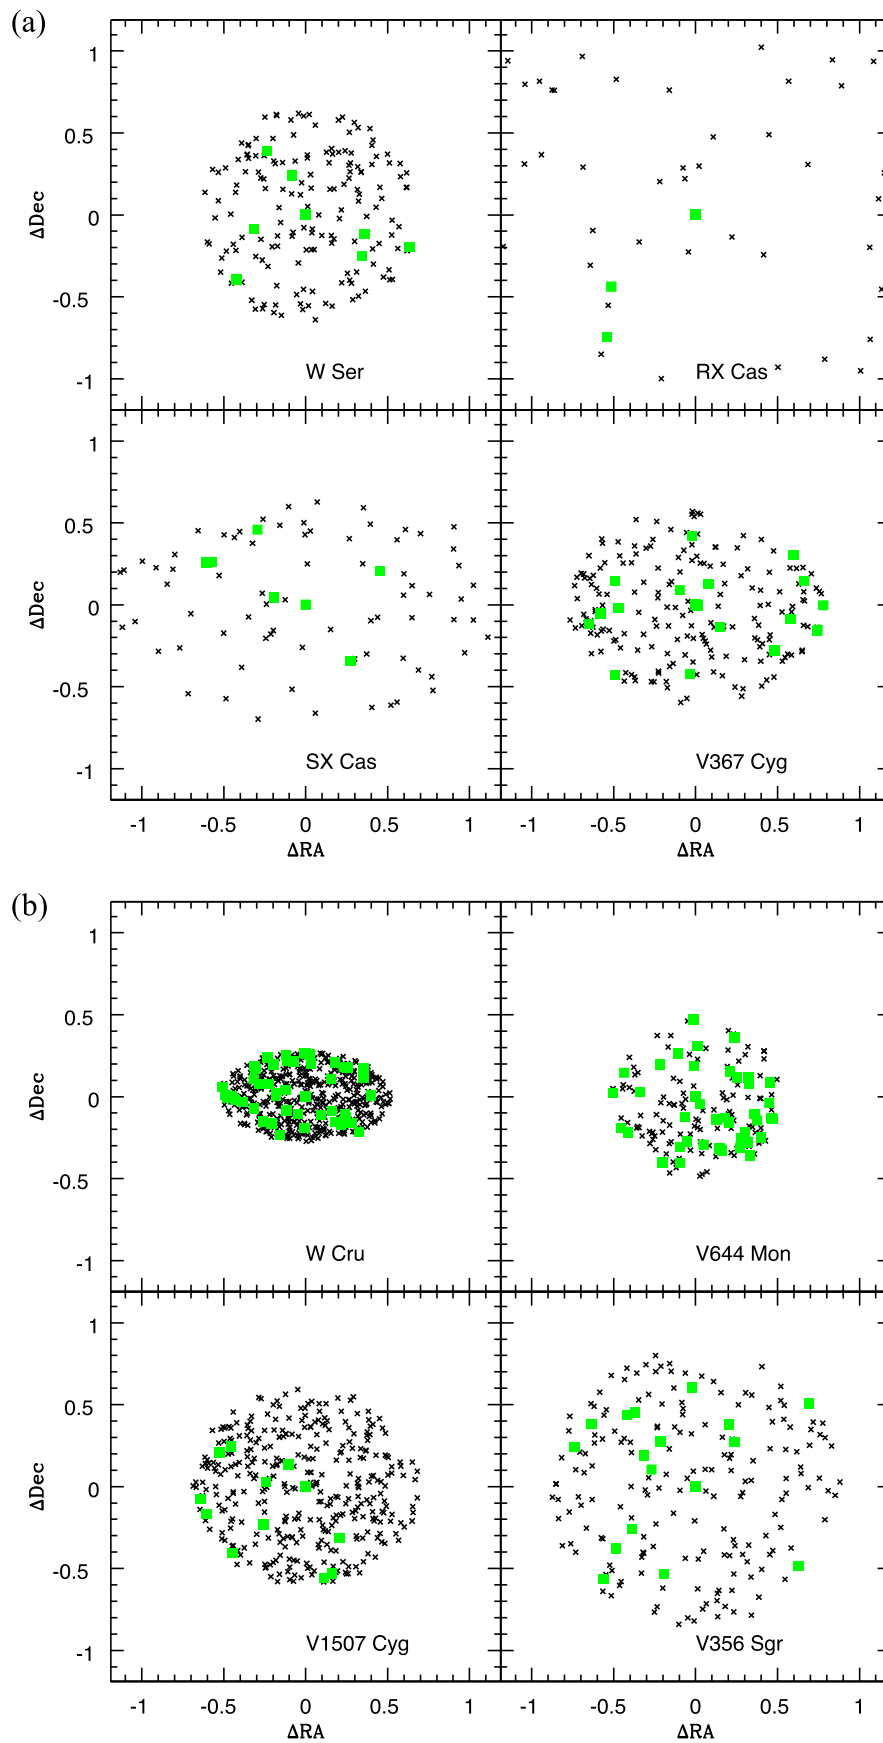 (a)
1
0.5
0
-0.5
-1
ΔDec
W Ser
RX Cas
1
0.5
0
-0.5
-1
ΔDec
SX Cas
V367 Cyg
-1 -0.5 0 0.5 1
-1 -0.5 0 0.5 1
ΔRA
ΔRA
(b)
1
0.5
0
-0.5
-1
ΔDec
W Cru
V644 Mon
1
0.5
0
-0.5
-1
ΔDec
V1507 Cyg
V356 Sgr
-1 -0.5 0 0.5 1
-1 -0.5 0 0.5 1
ΔRA
ΔRA